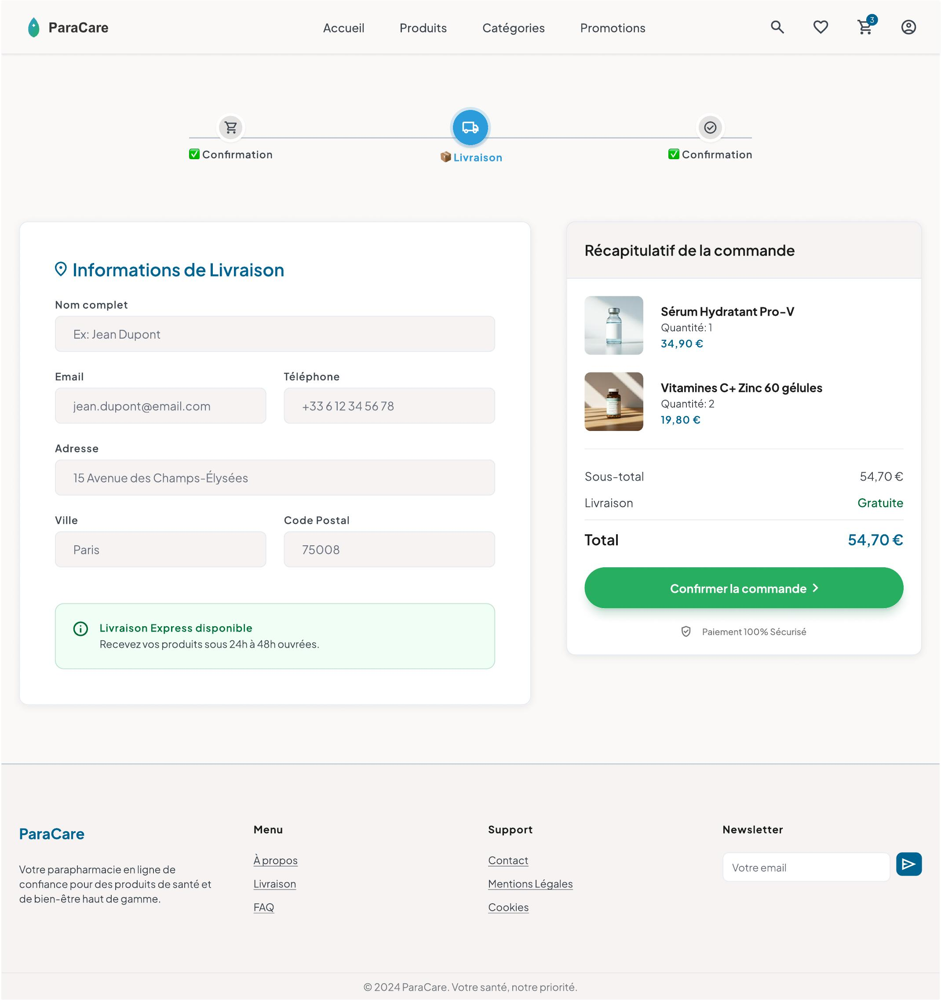 ParaCare
Accueil
Produits
Catégories
Promotions
3
✅ Confirmation
📦 Livraison
✅ Confirmation
Informations de Livraison
Nom complet
Ex: Jean Dupont
Email
Téléphone
jean.dupont@email.com
+33 6 12 34 56 78
Adresse
15 Avenue des Champs-Élysées
Ville
Code Postal
Paris
75008
Livraison Express disponible
Recevez vos produits sous 24h à 48h ouvrées.
Récapitulatif de la commande
Sérum Hydratant Pro-V
Quantité: 1
34,90 €
Vitamines C+ Zinc 60 gélules
Quantité: 2
19,80 €
Sous-total
54,70 €
Livraison
Gratuite
Total
54,70 €
Confirmer la commande
Paiement 100% Sécurisé
ParaCare
Votre parapharmacie en ligne de
confiance pour des produits de santé et
de bien-être haut de gamme.
Menu
À propos
Livraison
FAQ
Support
Contact
Mentions Légales
Cookies
Newsletter
Votre email
© 2024 ParaCare. Votre santé, notre priorité.